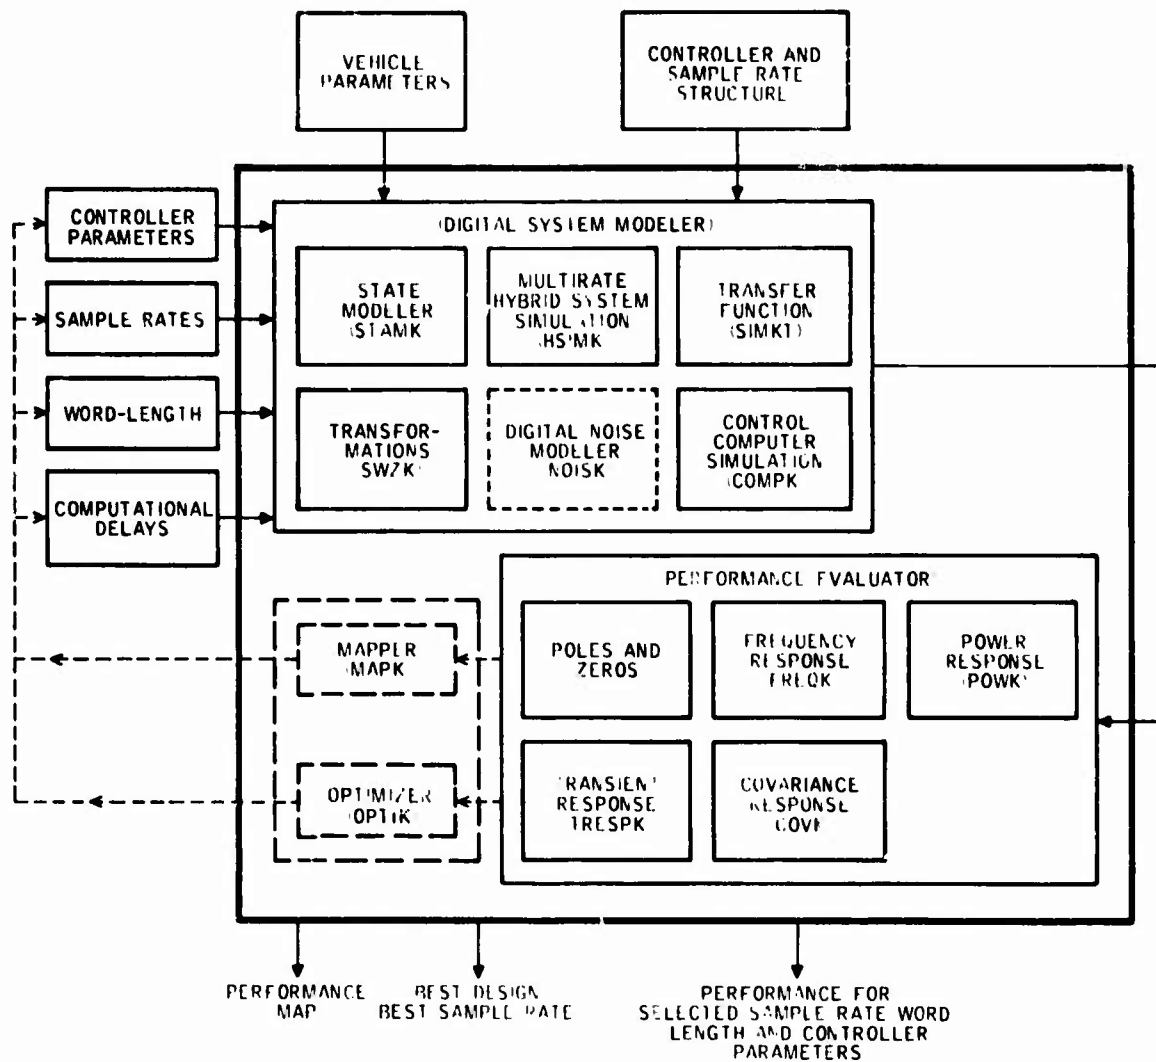 VEHICLE
PARAMETERS
CONTROLLER AND
SAMPLE RATE
STRUCTURE
CONTROLLER
PARAMETERS
SAMPLE RATES
WORD-LENGTH
COMPUTATIONAL
DELAYS
(DIGITAL SYSTEM MODELER)
STATE
MODELER
(STAMK
MULTIRATE
HYBRID SYSTEM
SIMULATION
(HSIMK
TRANSFER
FUNCTION
(SIMKT)
TRANSFOR-
MATIONS
SWZK)
DIGITAL NOISE
MODELER
NOISK
CONTROL
COMPUTER
SIMULATION
(COMPK
PERFORMANCE EVALUATOR
POLES AND
ZEROS
FREQUENCY
RESPONSE
FREQK
POWER
RESPONSE
(POWK)
TRANSIENT
RESPONSE
TRESPK
COVARIANCE
RESPONSE
MAPPER
(MAPK
OPTIMIZER
(OPTIK)
PERFORMANCE
MAP
BEST DESIGN
BEST SAMPLE RATE
PERFORMANCE FOR
SELECTED SAMPLE RATE WORD
LENGTH AND CONTROLLER
PARAMETERS